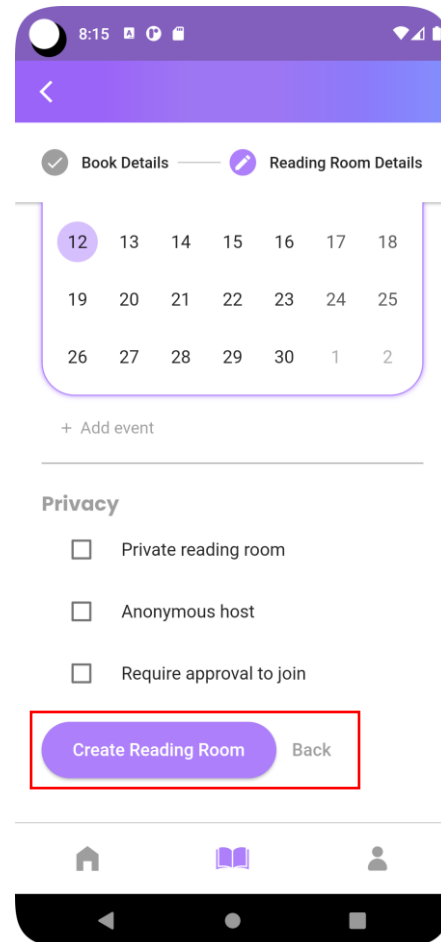 8:15
Book Details Reading Room Details
12 13 14 15 16 17 18
19 20 21 22 23 24 25
26 27 28 29 30 1 2
+ Add event
Privacy
Private reading room
Anonymous host
Require approval to join
Create Reading Room Back